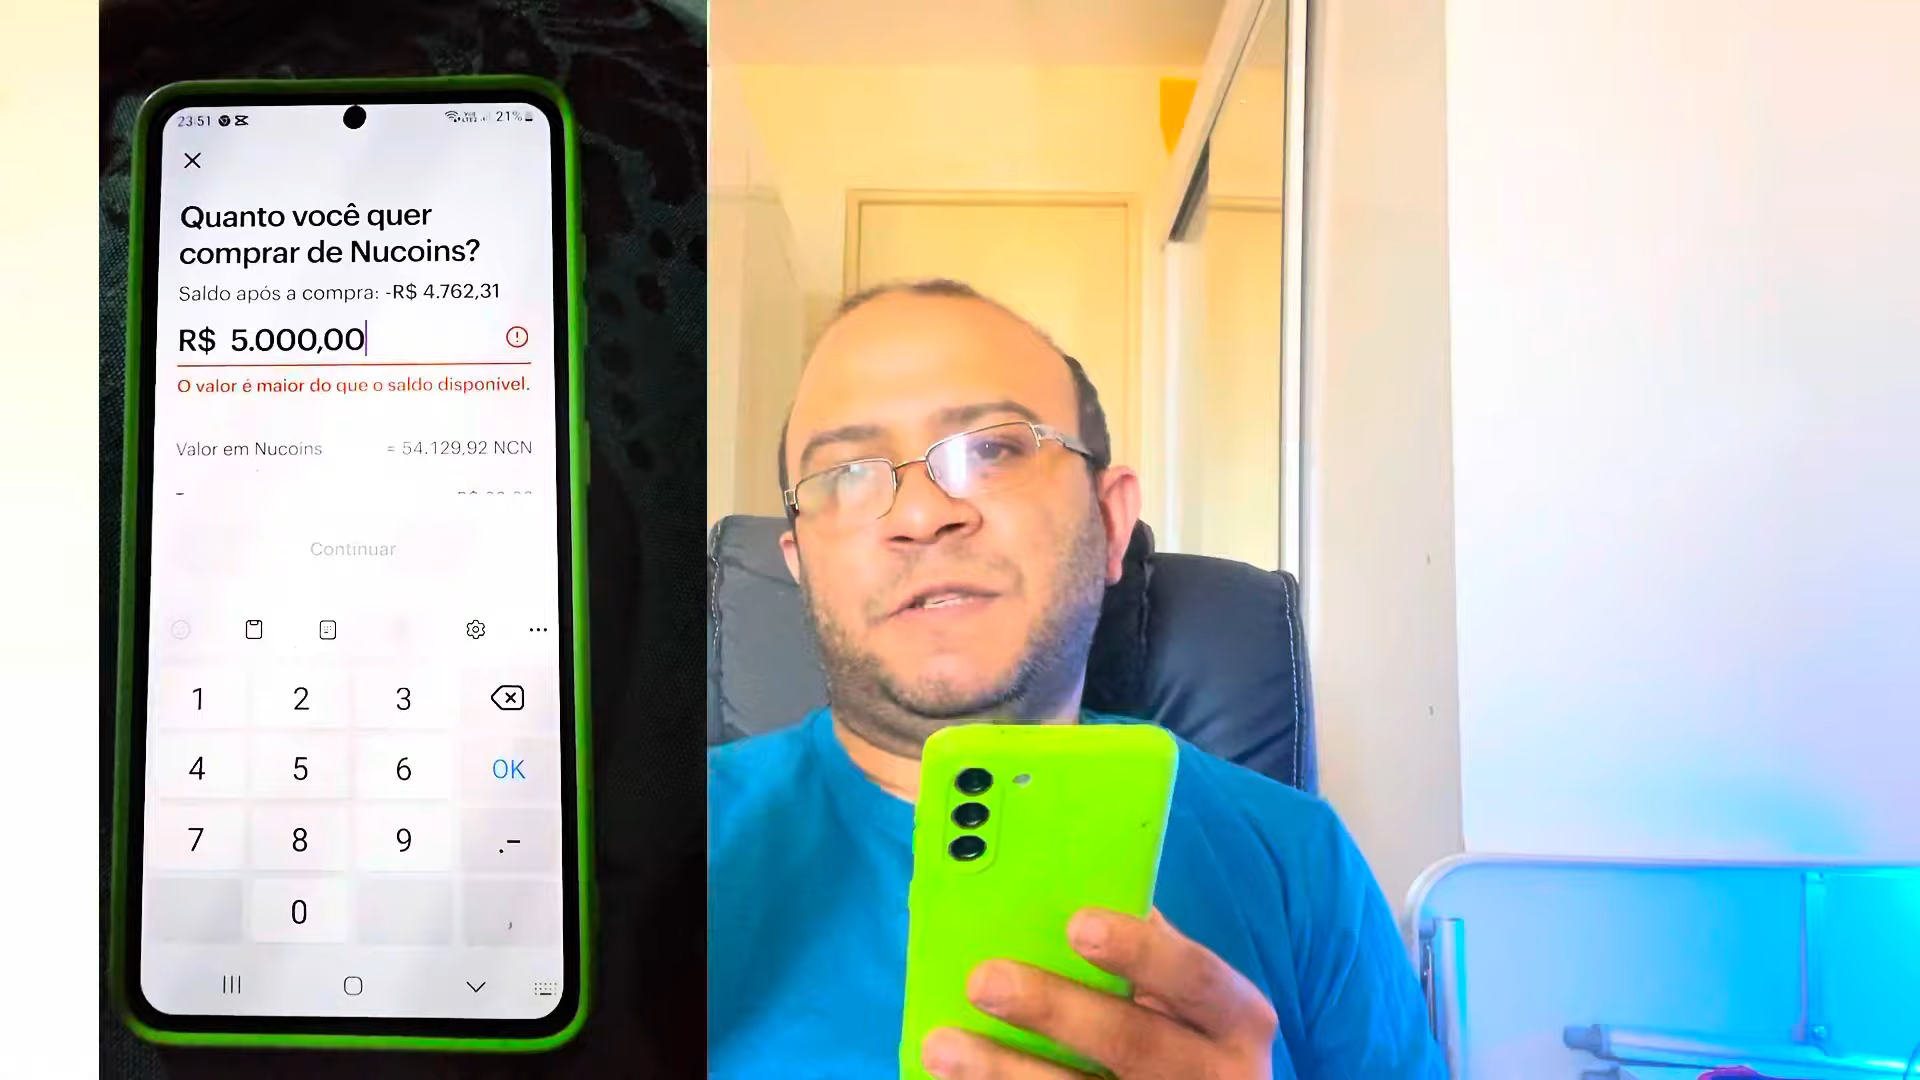 23:51
21%
Quanto você quer
comprar de Nucoins?
Saldo após a compra: -R$ 4.762,31
R$ 5.000,00
O valor é maior do que o saldo disponível.
Valor em Nucoins = 54.129,92 NCN
Continuar
1 2 3
4 5 6 OK
7 8 9 .-
0 ,